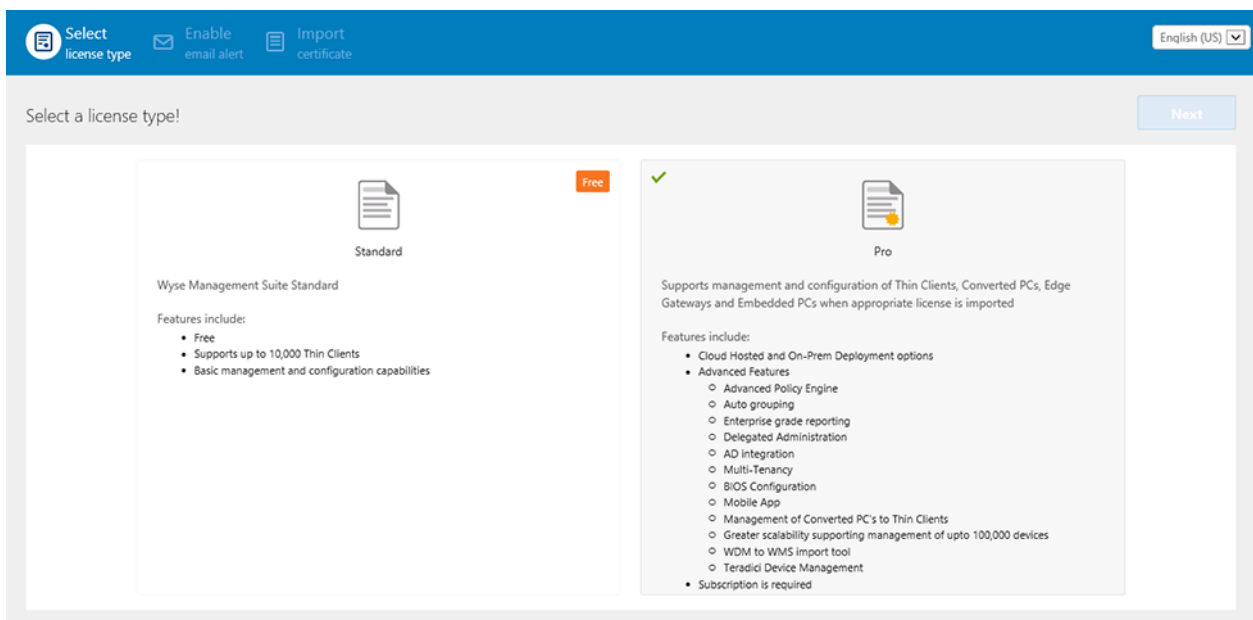 Select
license type
Enable
email alert
Import
certificate
English (US)
Select a license type!
Next
Free
Standard
Wyse Management Suite Standard
Features include:
• Free
• Supports up to 10,000 Thin Clients
• Basic management and configuration capabilities
Pro
Supports management and configuration of Thin Clients, Converted PCs, Edge
Gateways and Embedded PCs when appropriate license is imported
Features include:
• Cloud Hosted and On-Prem Deployment options
• Advanced Features
○ Advanced Policy Engine
○ Auto grouping
○ Enterprise grade reporting
○ Delegated Administration
○ AD integration
○ Multi-Tenancy
○ BIOS Configuration
○ Mobile App
○ Management of Converted PC's to Thin Clients
○ Greater scalability supporting management of upto 100,000 devices
○ WDM to WMS import tool
○ Teradici Device Management
• Subscription is required